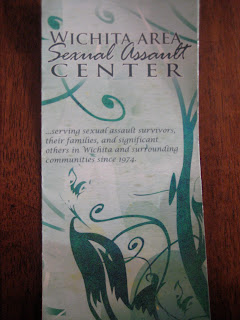 WICHITA AREA
Sexual Assault
CENTER
...serving sexual assault survivors,
their families, and significant
others in Wichita and surrounding
communities since 1974.